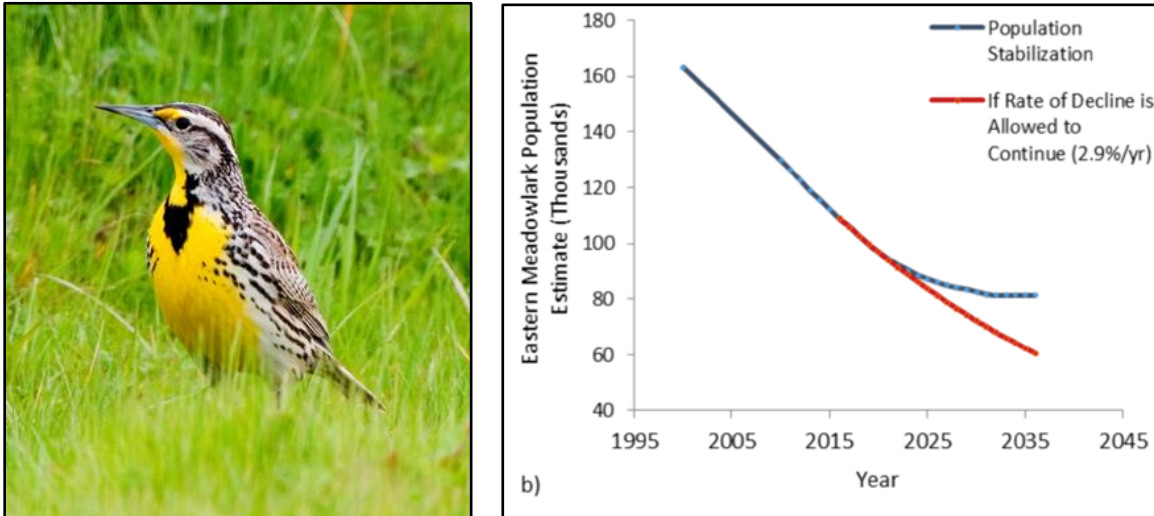 180
160
140
120
100
80
60
40
1995 2005 2015 2025 2035 2045
Eastern Meadowlark Population
Estimate (Thousands)
Year
Population
Stabilization
If Rate of Decline is
Allowed to
Continue (2.9%/yr)
b)